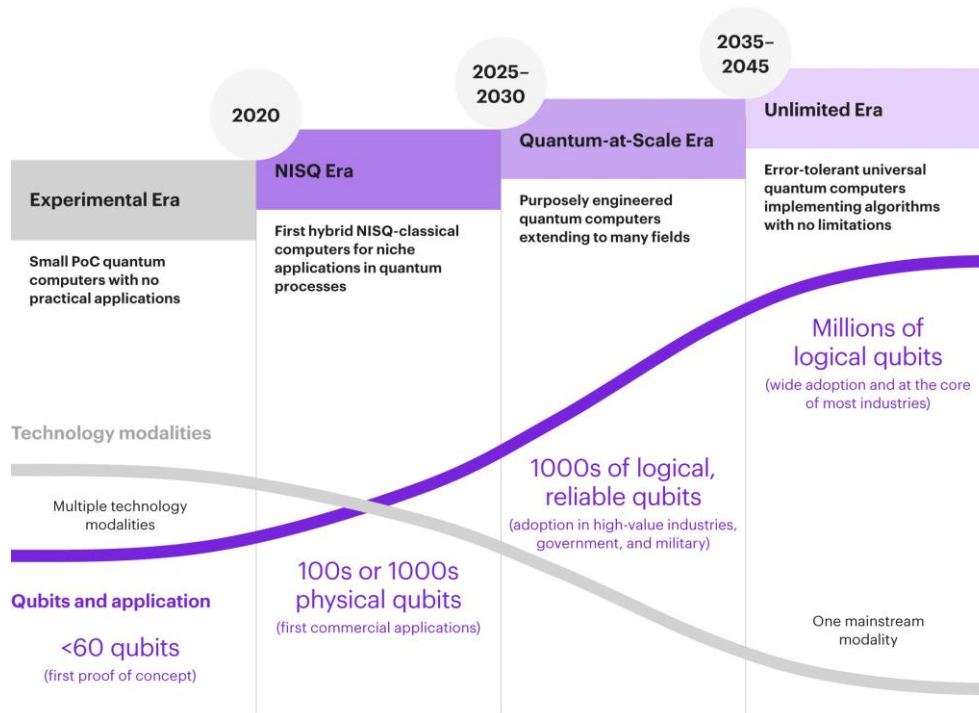 2020
2025–
2030
2035–
2045
Experimental Era
Small PoC quantum
computers with no
practical applications
NISQ Era
First hybrid NISQ-classical
computers for niche
applications in quantum
processes
Quantum-at-Scale Era
Purposely engineered
quantum computers
extending to many fields
Unlimited Era
Error-tolerant universal
quantum computers
implementing algorithms
with no limitations
Technology modalities
Multiple technology
modalities
Qubits and application
<60 qubits
(first proof of concept)
100s or 1000s
physical qubits
(first commercial applications)
1000s of logical,
reliable qubits
(adoption in high-value industries,
government, and military)
Millions of
logical qubits
(wide adoption and at the core
of most industries)
One mainstream
modality